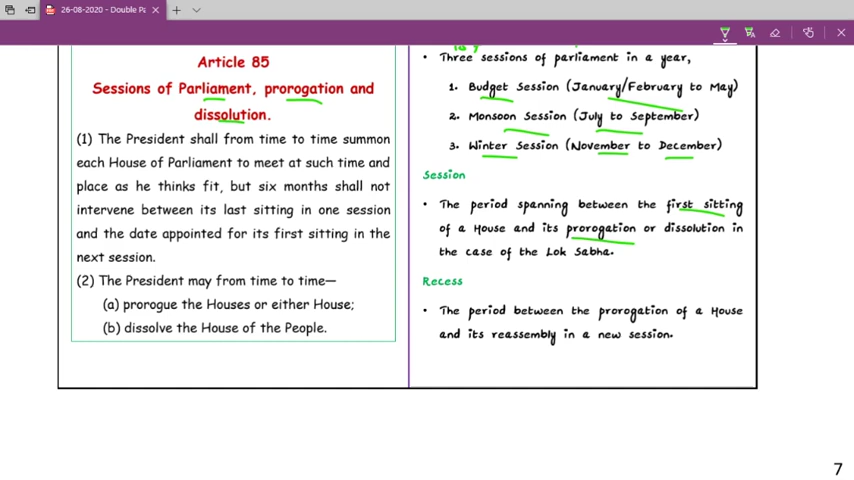 26-08-2020 - Double Pa
Article 85
Sessions of Parliament, prorogation and
dissolution.
(1) The President shall from time to time summon
each House of Parliament to meet at such time and
place as he thinks fit, but six months shall not
intervene between its last sitting in one session
and the date appointed for its first sitting in the
next session.
(2) The President may from time to time—
(a) prorogue the Houses or either House;
(b) dissolve the House of the People.
• Three sessions of parliament in a year,
1. Budget Session (January/February to May)
2. Monsoon Session (July to September)
3. Winter Session (November to December)
Session
• The period spanning between the first sitting
of a House and its prorogation or dissolution in
the case of the Lok Sabha.
Recess
• The period between the prorogation of a House
and its reassembly in a new session.
7